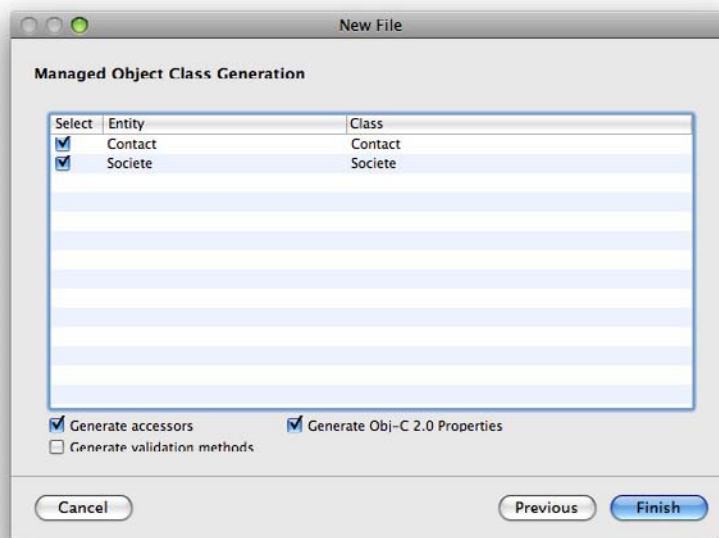 New File
Managed Object Class Generation
Select Entity Class
Contact Contact
Societe Societe
Generate accessors Generate Obj-C 2.0 Properties
Generate validation methods
Cancel Previous Finish